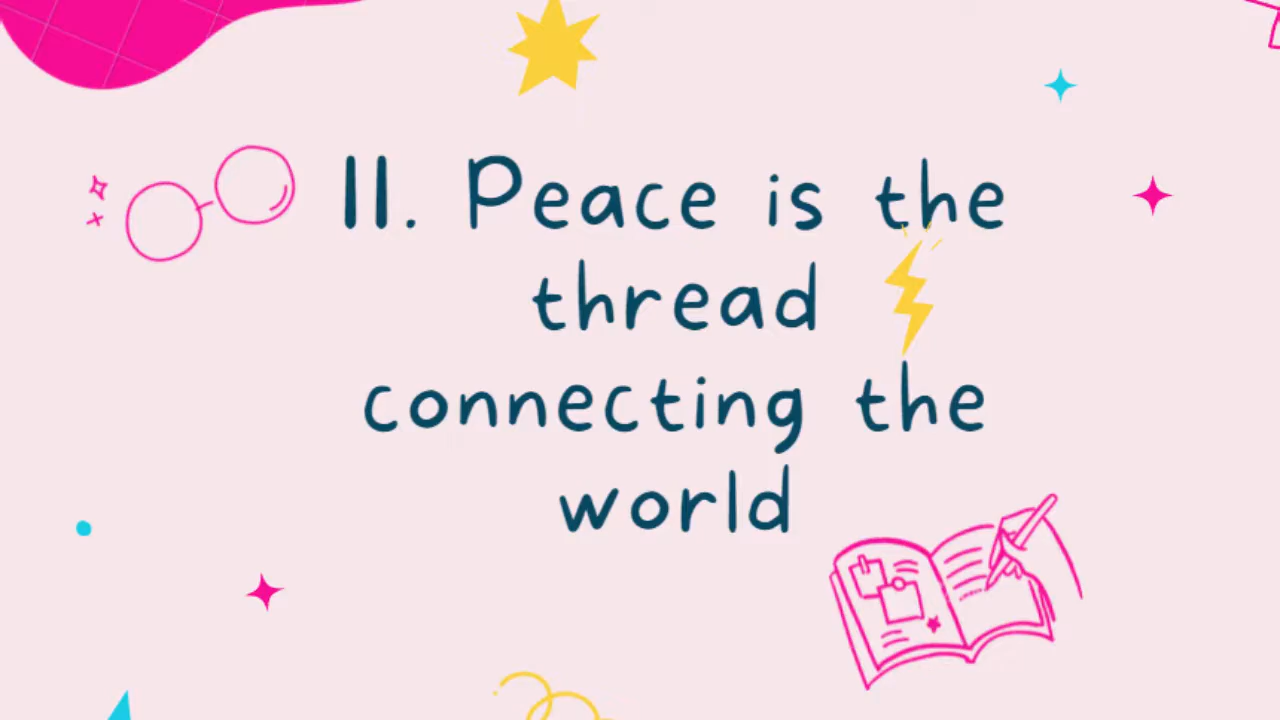 II. Peace is the
thread
connecting the
world